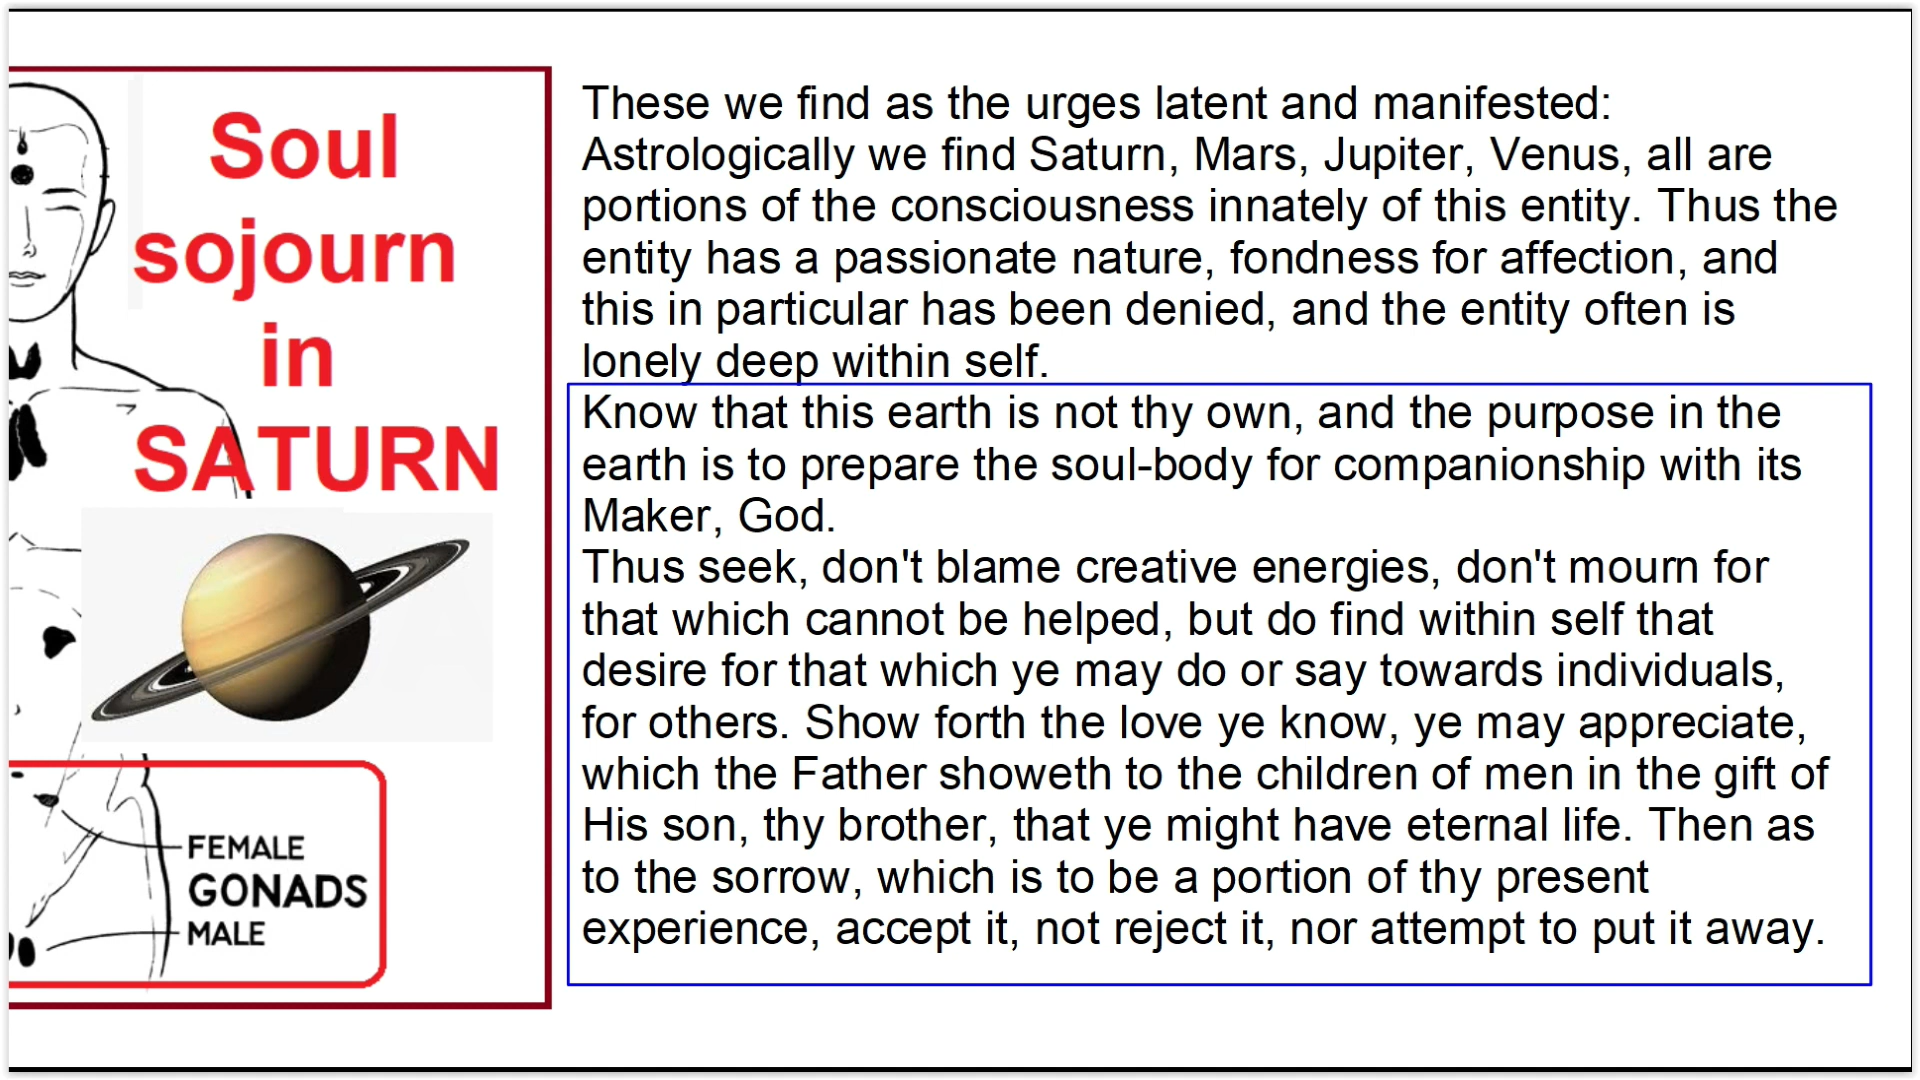 Soul
sojourn
in
SATURN
FEMALE
GONADS
MALE
These we find as the urges latent and manifested:
Astrologically we find Saturn, Mars, Jupiter, Venus, all are
portions of the consciousness innately of this entity. Thus the
entity has a passionate nature, fondness for affection, and
this in particular has been denied, and the entity often is
lonely deep within self.
Know that this earth is not thy own, and the purpose in the
earth is to prepare the soul-body for companionship with its
Maker, God.
Thus seek, don't blame creative energies, don't mourn for
that which cannot be helped, but do find within self that
desire for that which ye may do or say towards individuals,
for others. Show forth the love ye know, ye may appreciate,
which the Father showeth to the children of men in the gift of
His son, thy brother, that ye might have eternal life. Then as
to the sorrow, which is to be a portion of thy present
experience, accept it, not reject it, nor attempt to put it away.